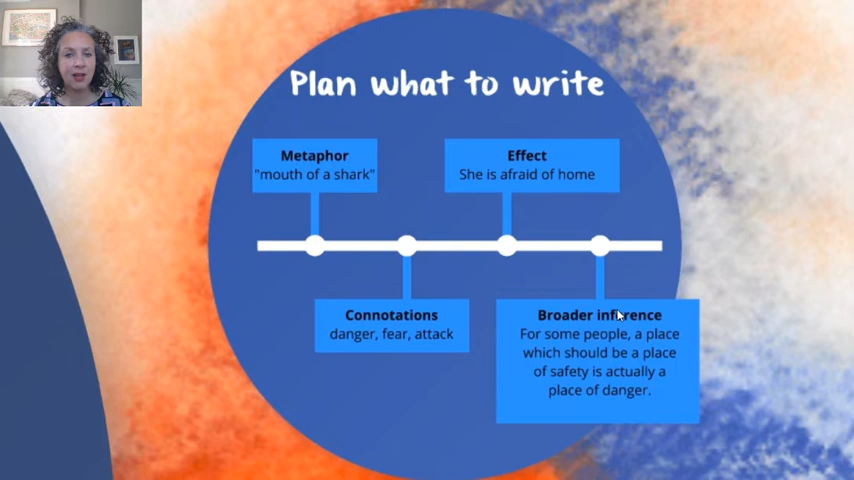 Plan what to write
Metaphor
"mouth of a shark"
Effect
She is afraid of home
Connotations
danger, fear, attack
Broader inference
For some people, a place
which should be a place
of safety is actually a
place of danger.